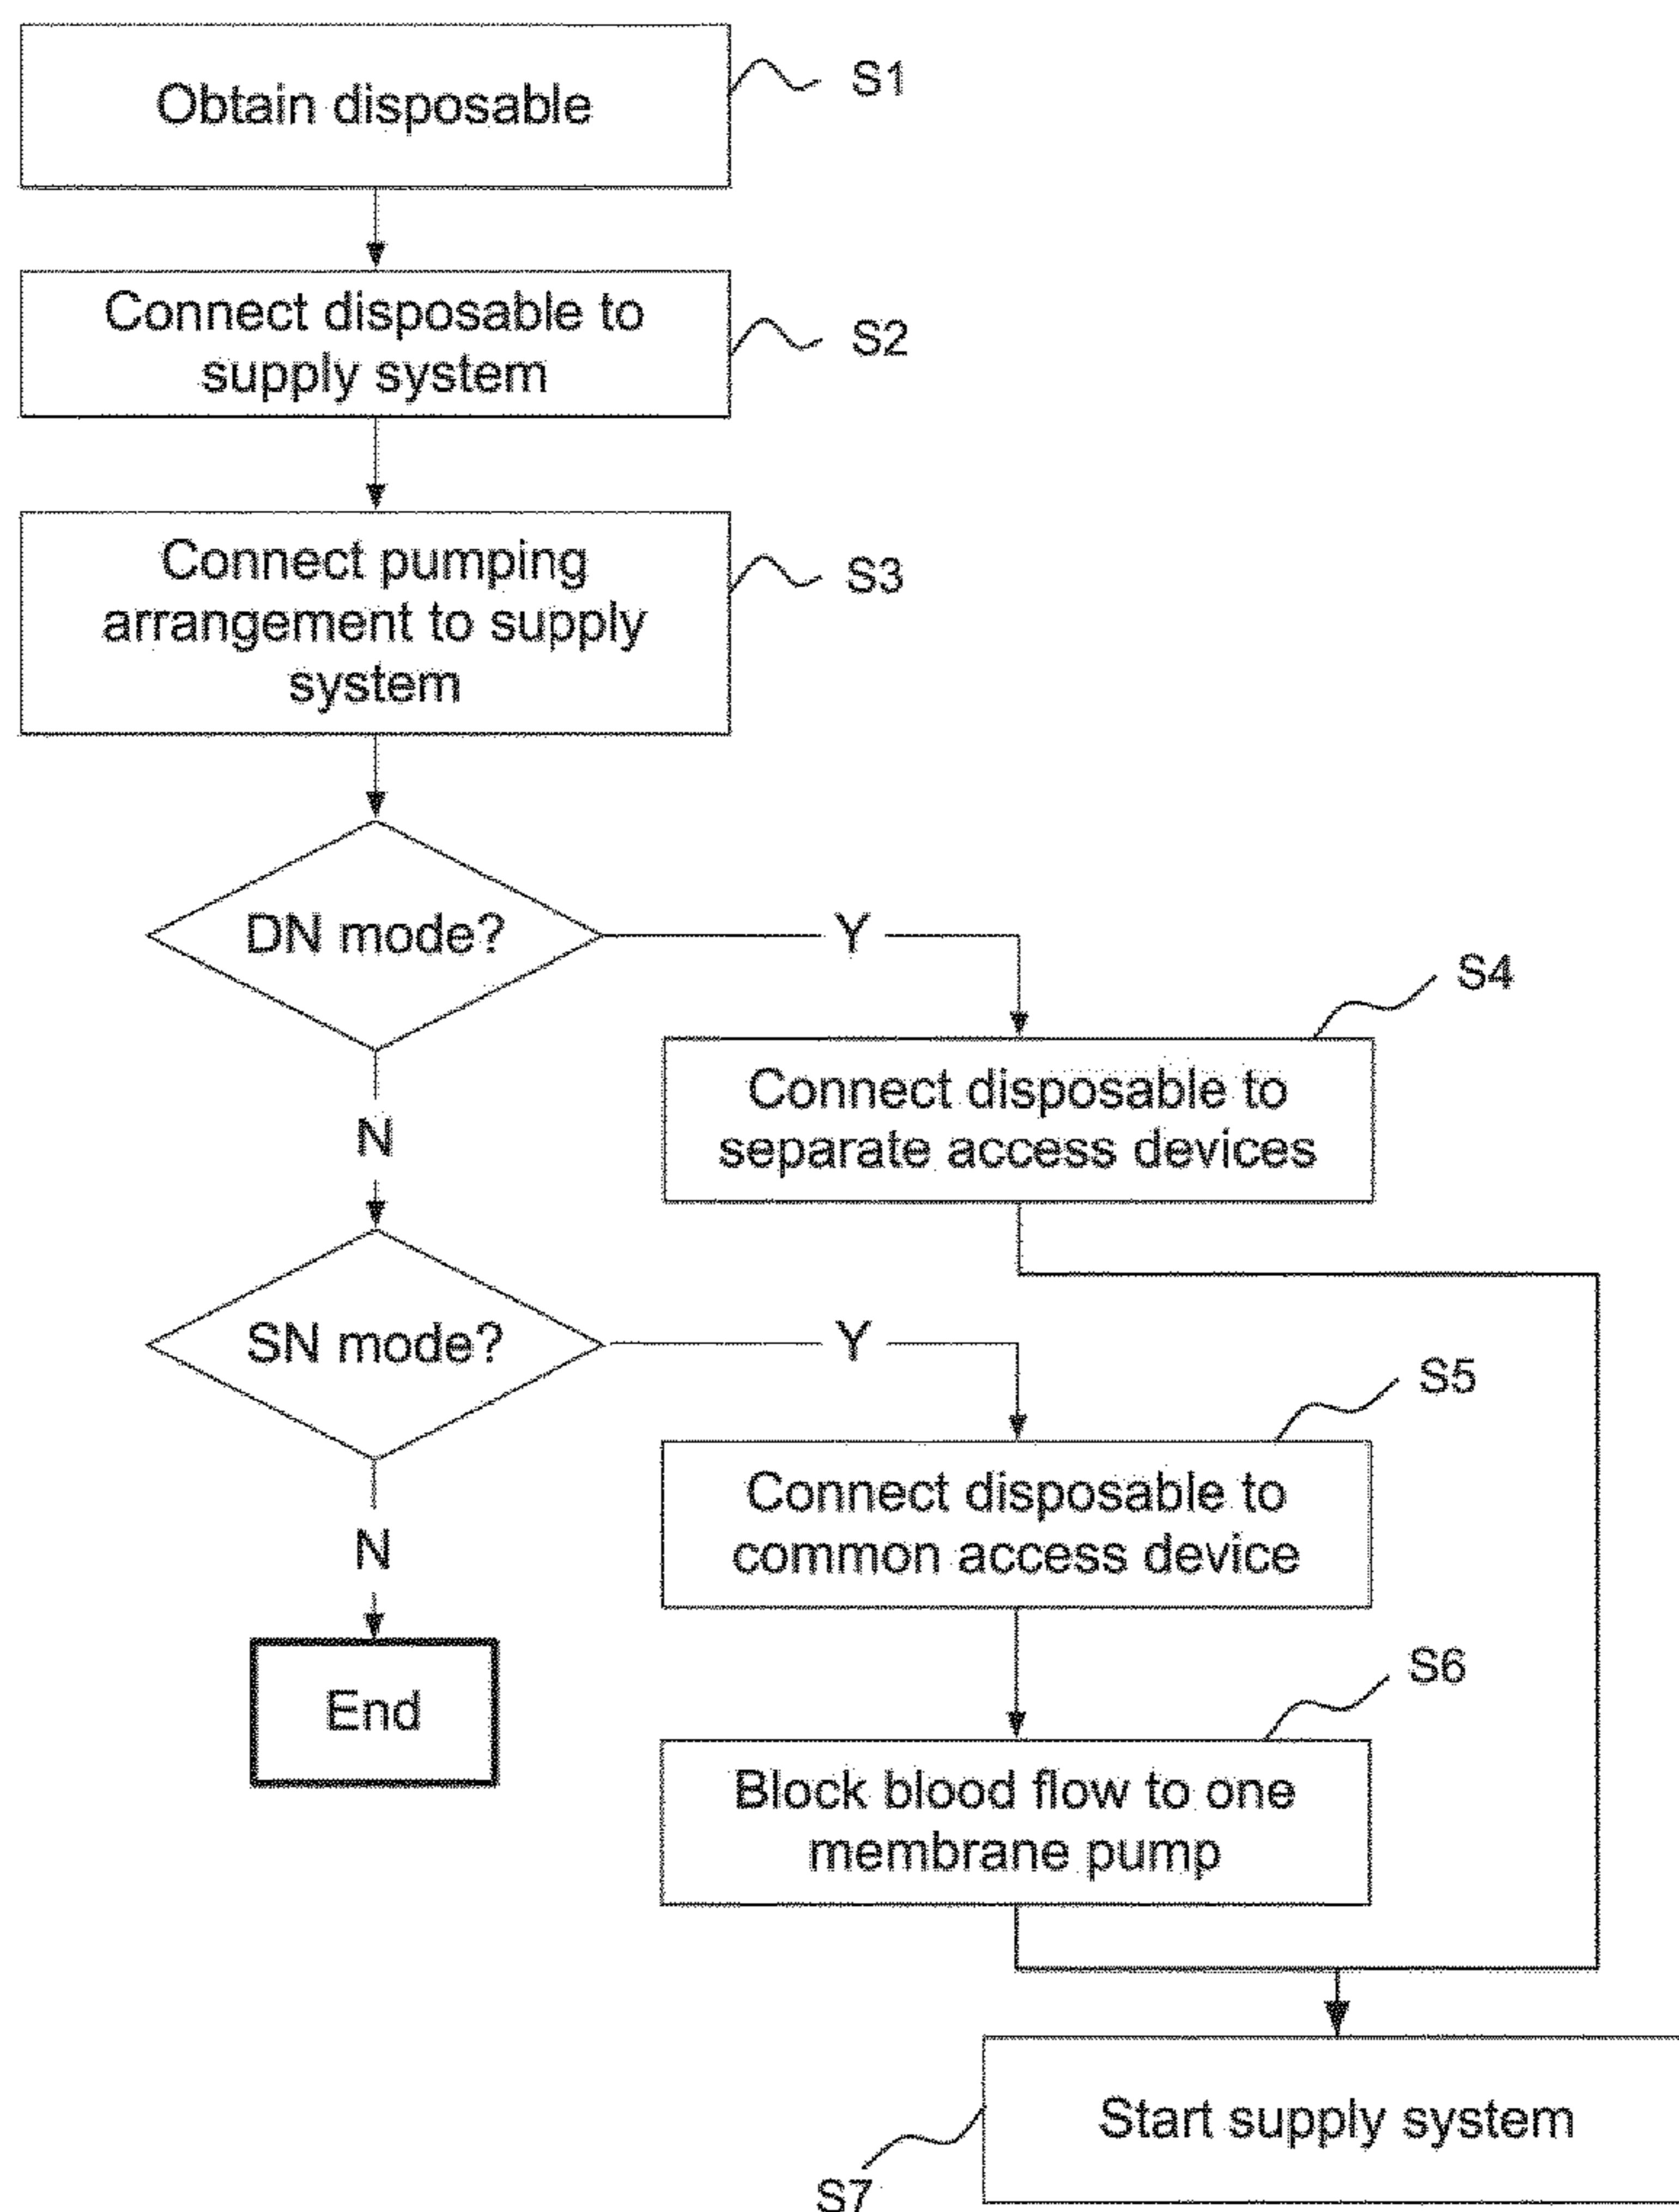 Obtain disposable
S1
Connect disposable to
supply system
S2
Connect pumping
arrangement to supply
system
S3
DN mode?
Y
S4
Connect disposable to
separate access devices
N
SN mode?
Y
S5
Connect disposable to
common access device
N
End
S6
Block blood flow to one
membrane pump
Start supply system
S7